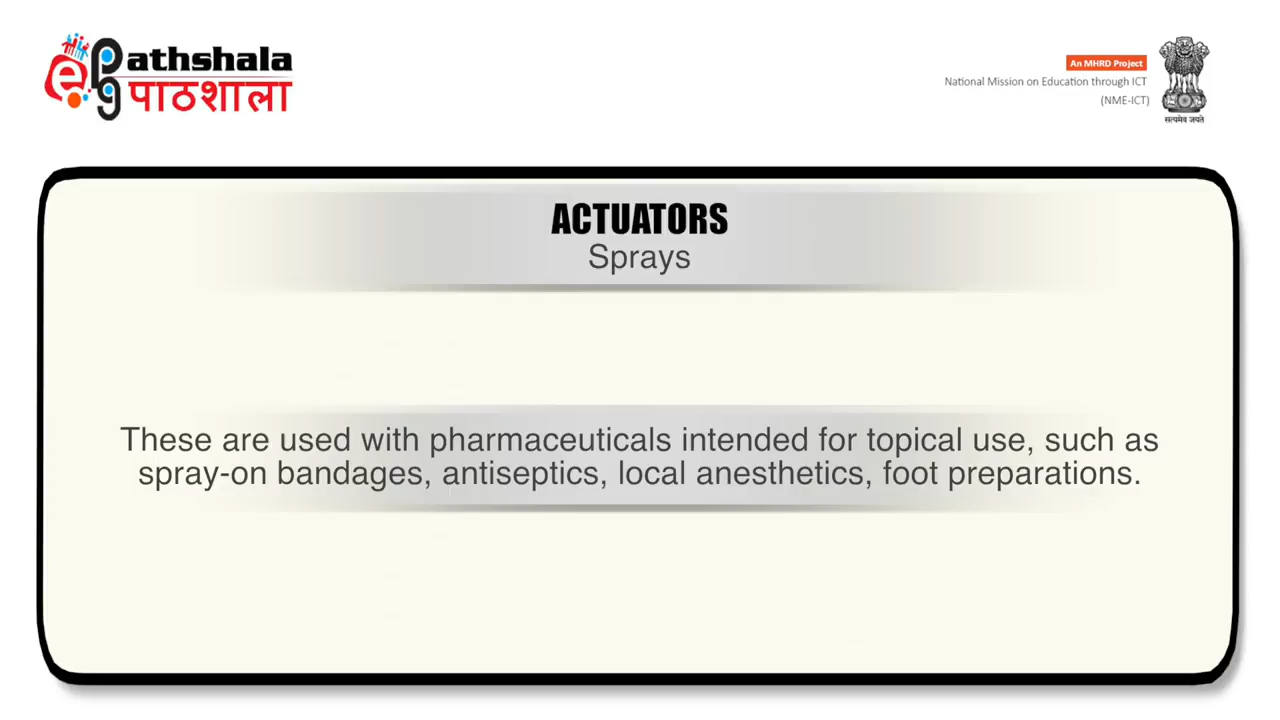 e pg athshala
पाठशाला
An MHRD Project
National Mission on Education through ICT
(NME-ICT)
सत्यमेव जयते
ACTUATORS
Sprays
These are used with pharmaceuticals intended for topical use, such as
spray-on bandages, antiseptics, local anesthetics, foot preparations.